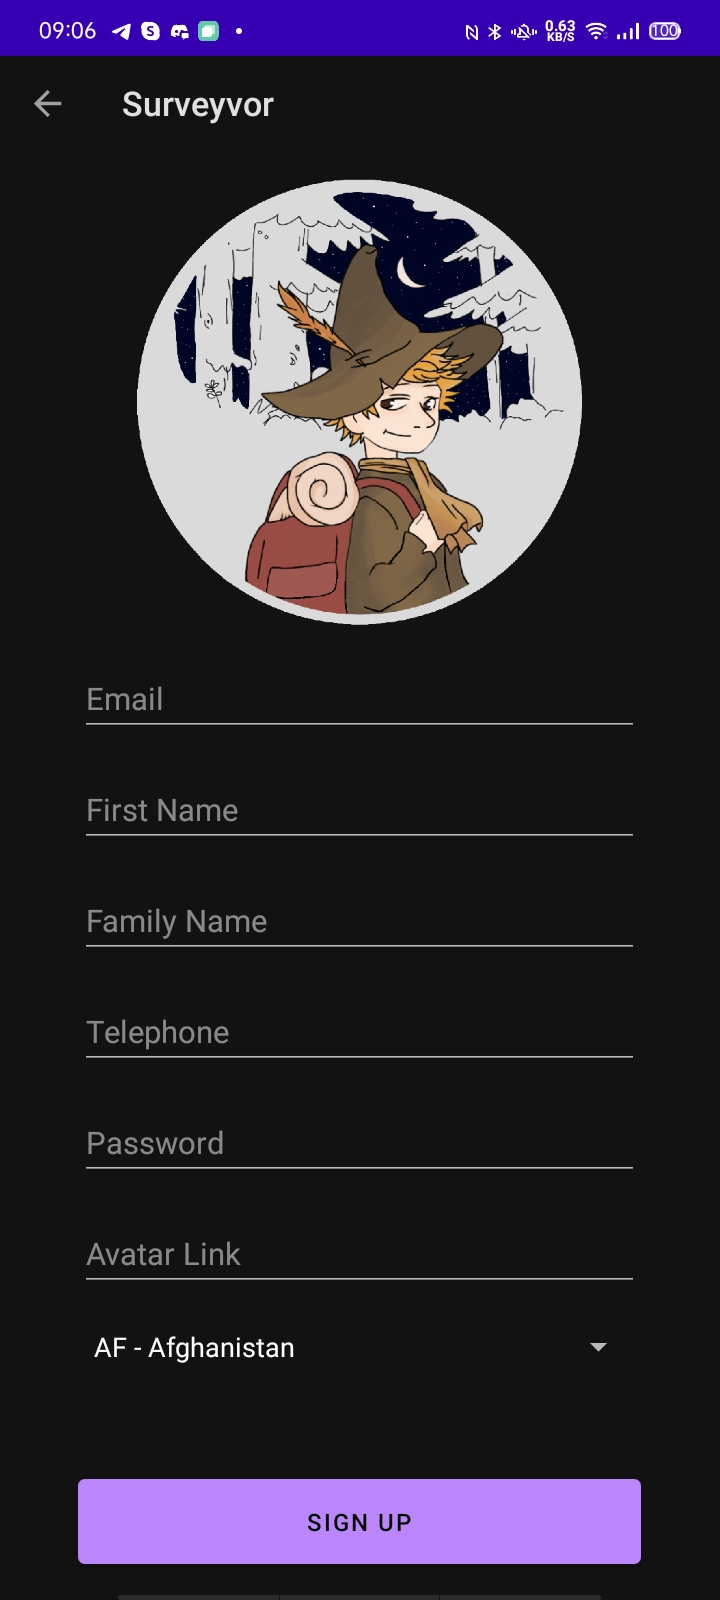 09:06 0.63 KB/S 100
Surveyvor
Email
First Name
Family Name
Telephone
Password
Avatar Link
AF - Afghanistan
SIGN UP